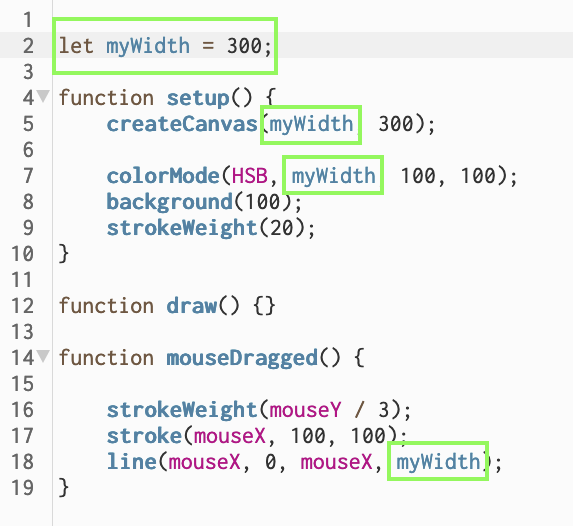 1
2 let myWidth = 300;
3
4 function setup() {
5 createCanvas(myWidth 300);
6
7 colorMode(HSB, myWidth 100, 100);
8 background(100);
9 strokeWeight(20);
10 }
11
12 function draw() {}
13
14 function mouseDragged() {
15
16 strokeWeight(mouseY / 3);
17 stroke(mouseX, 100, 100);
18 line(mouseX, 0, mouseX, myWidth);
19 }